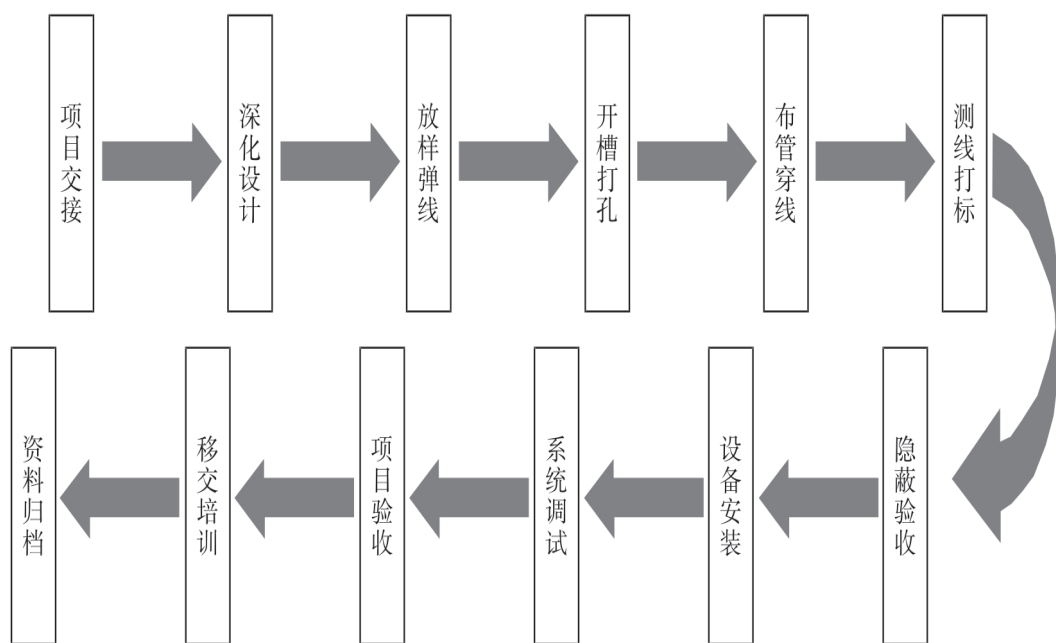 项目交接
深化设计
放样弹线
开槽打孔
布管穿线
测线打标
隐蔽验收
设备安装
系统调试
项目验收
移交培训
资料归档